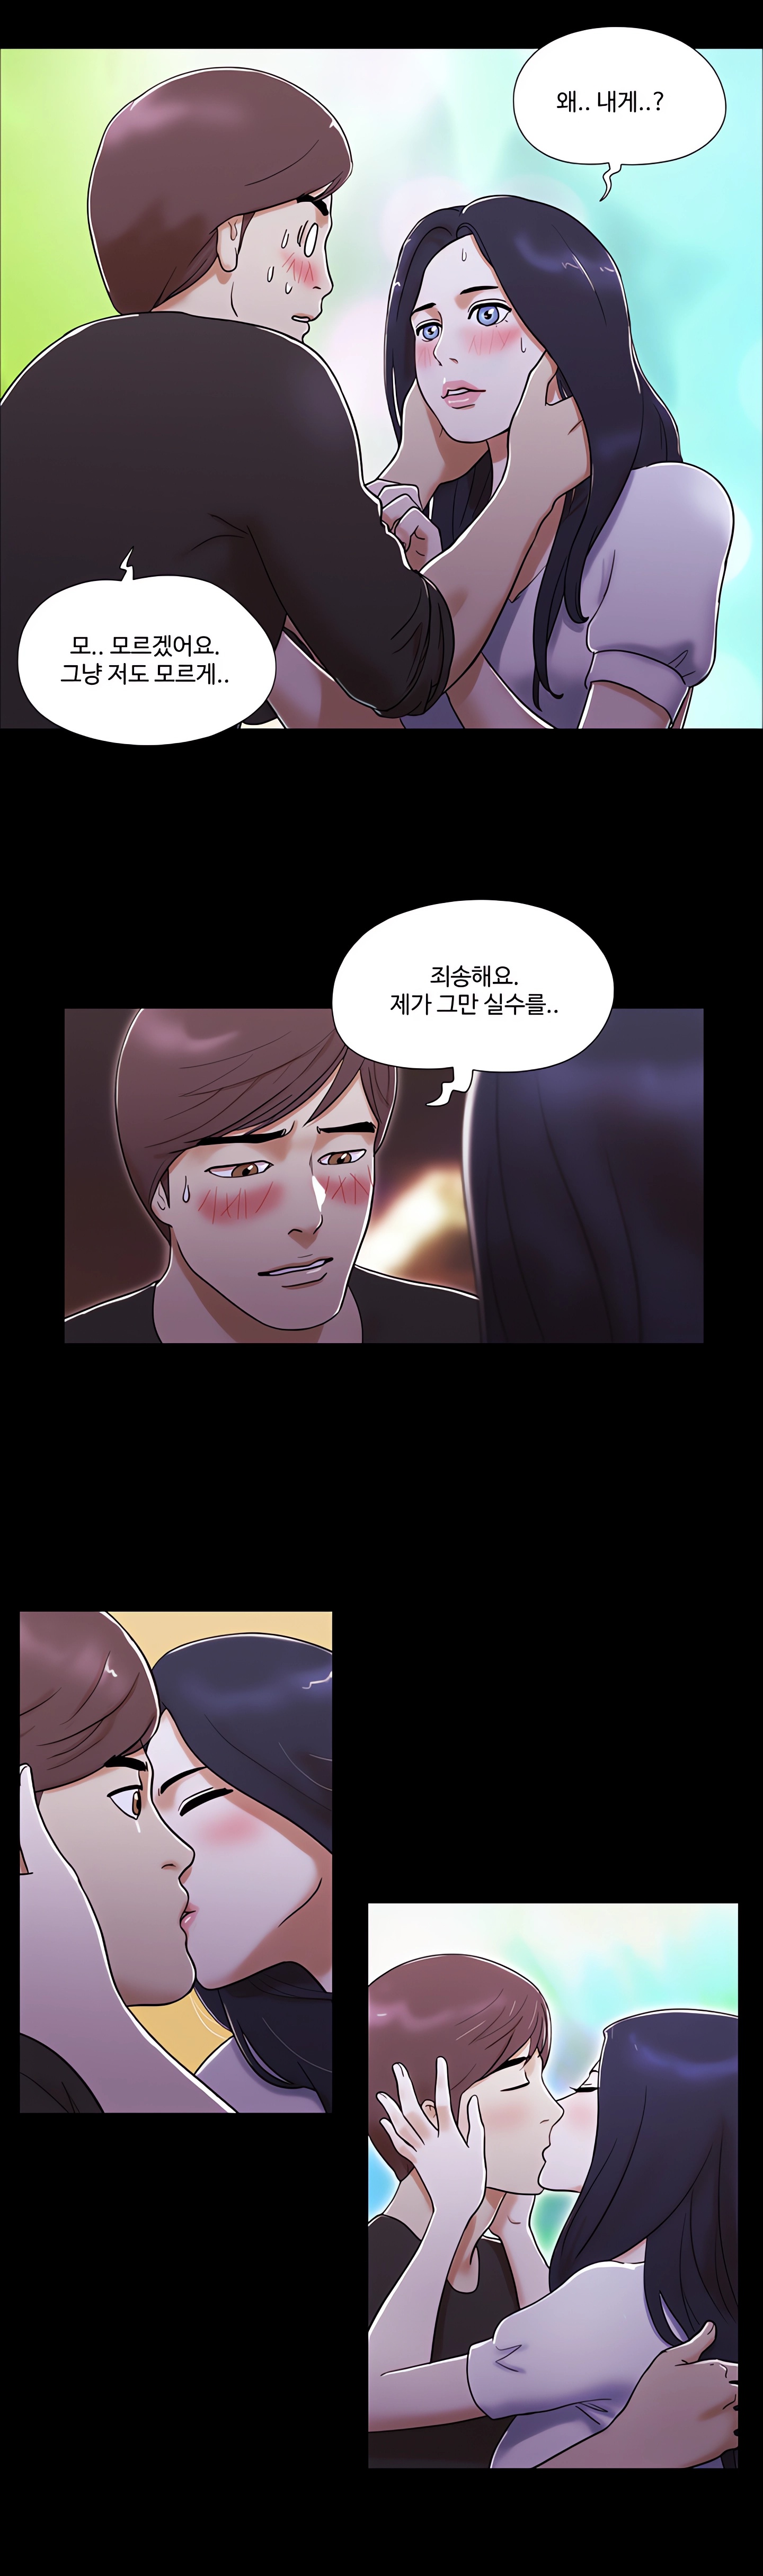 왜.. 내게..?
모.. 모르겠어요.
그냥 저도 모르게..
죄송해요.
제가 그만 실수를..